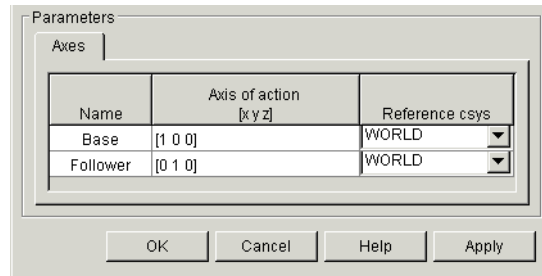 Parameters
Axes
Name Axis of action [x y z] Reference csys
Base [1 0 0] WORLD
Follower [0 1 0] WORLD
OK Cancel Help Apply